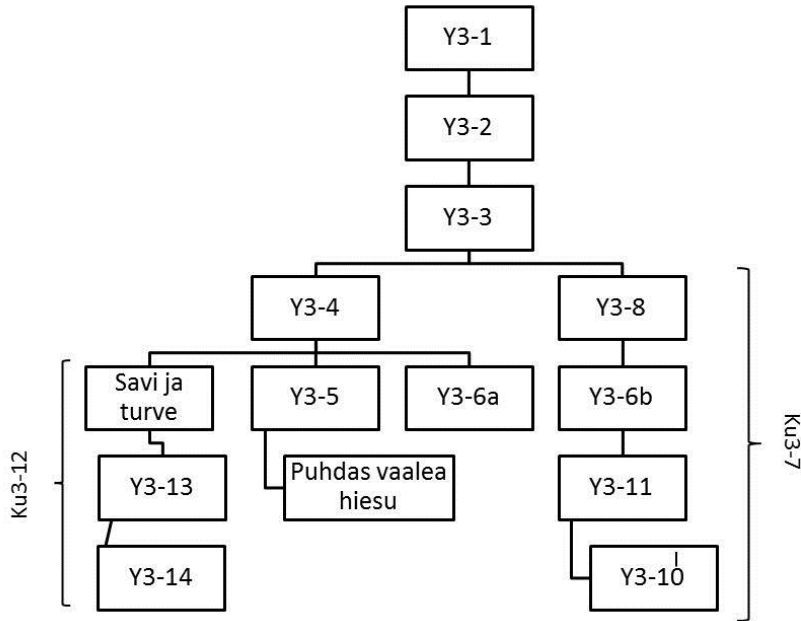 Y3-1
Y3-2
Y3-3
Y3-4
Y3-8
Savi ja
turve
Y3-5
Y3-6a
Y3-6b
Y3-13
Puhdas vaalea
hiesu
Y3-11
Y3-14
Y3-10
Ku3-12
Ku3-7